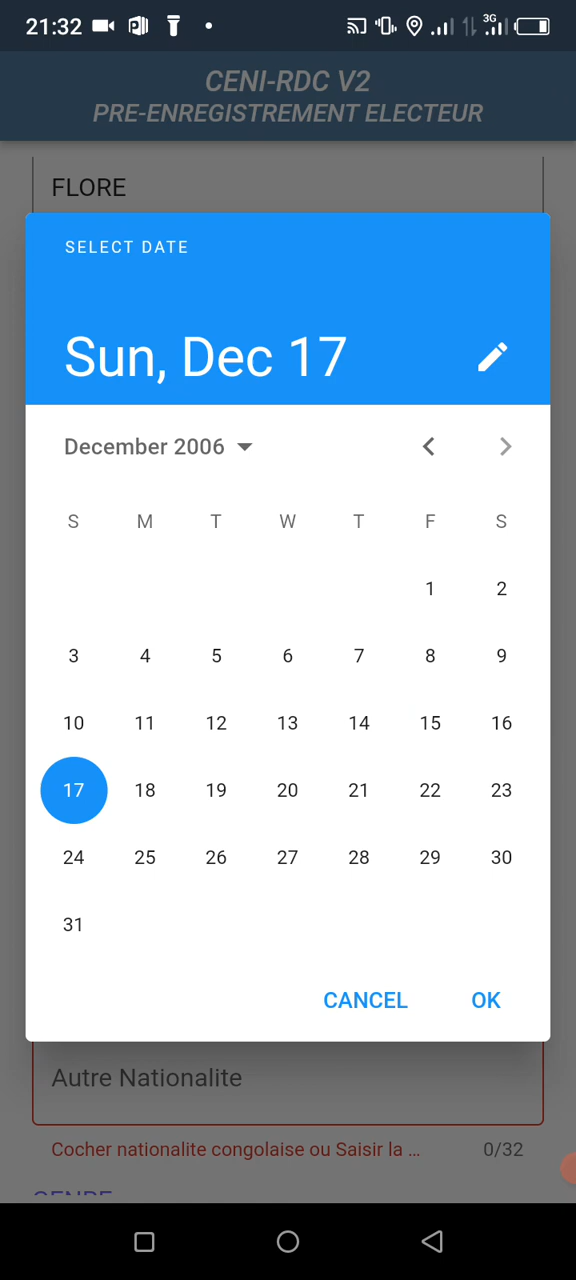 21:32
3G
CENI-RDC V2
PRE-ENREGISTREMENT ELECTEUR
FLORE
SELECT DATE
Sun, Dec 17
December 2006
S M T W T F S
1 2
3 4 5 6 7 8 9
10 11 12 13 14 15 16
17 18 19 20 21 22 23
24 25 26 27 28 29 30
31
CANCEL OK
Autre Nationalite
Cocher nationalite congolaise ou Saisir la ... 0/32
GENRE